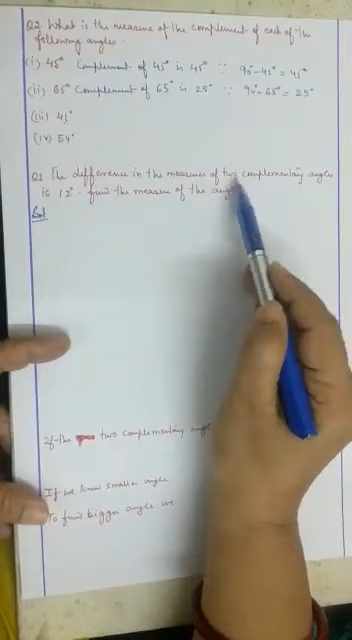 Q2. What is the measure of the complement of each of the
following angles.
(i) 45° Complement of 45° is 45° ∵ 90°-45° = 45°
(ii) 65° Complement of 65° is 25° ∵ 90°-65° = 25°
(iii) 41°
(iv) 54°
Q3 The difference in the measures of two complementary angles
is 12°. find the measure of the
Sol
If the two complementary
If we know smaller angle
To find bigger angle we